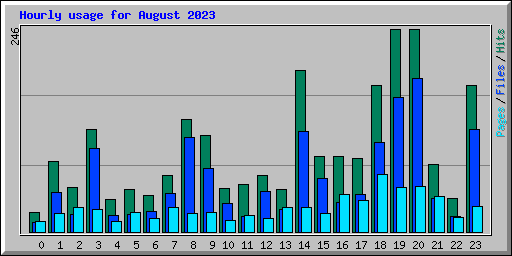 Hourly usage for August 2023
246
Pages/Files/Hits
0 1 2 3 4 5 6 7 8 9 10 11 12 13 14 15 16 17 18 19 20 21 22 23